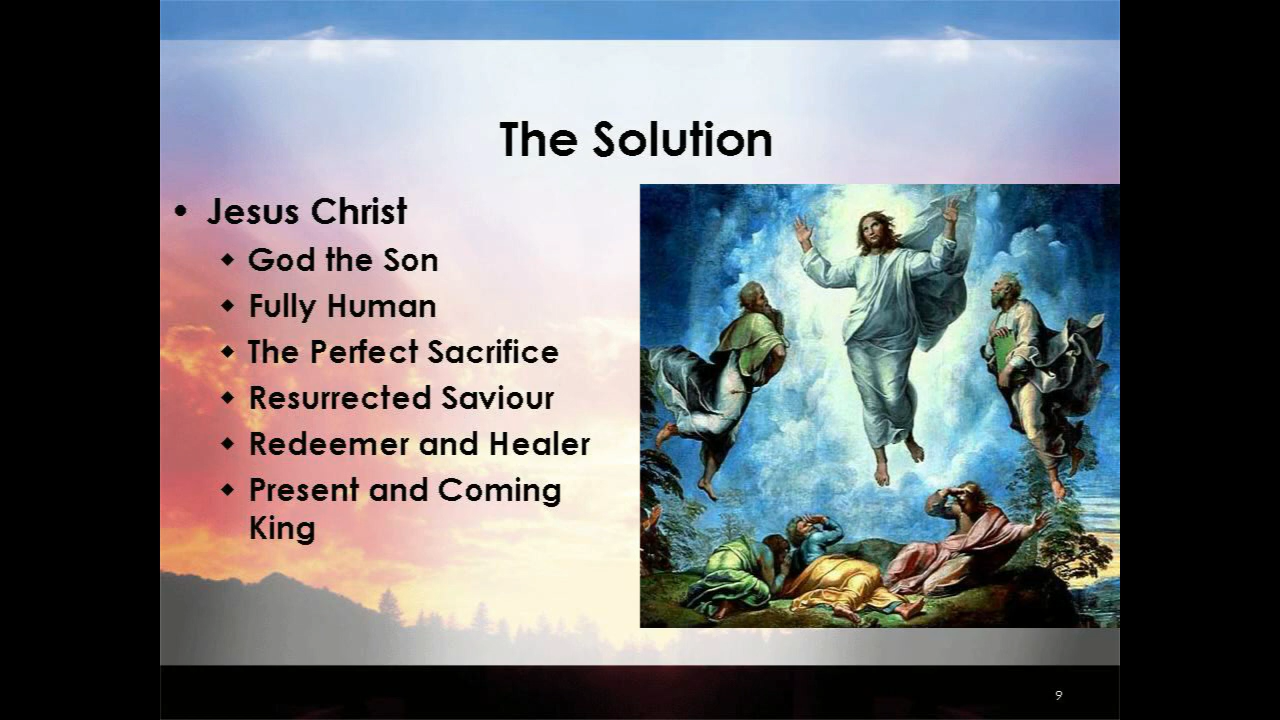 The Solution
• Jesus Christ
◆ God the Son
◆ Fully Human
◆ The Perfect Sacrifice
◆ Resurrected Saviour
◆ Redeemer and Healer
◆ Present and Coming
King
9